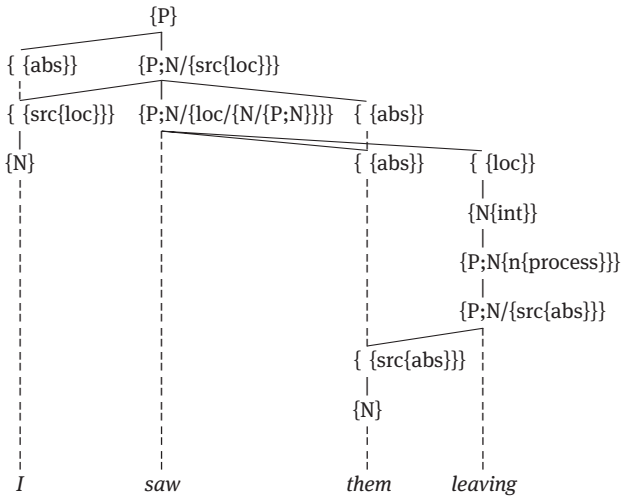 {P}
{ {abs}} {P;N/{src{loc}}}
{ {src{loc}}} {P;N/{loc/{N/{P;N}}}} { {abs}}
{N} { {abs}} { {loc}}
{N{int}}
{P;N{n{process}}}
{P;N/{src{abs}}}
{ {src{abs}}}
{N}
I saw them leaving